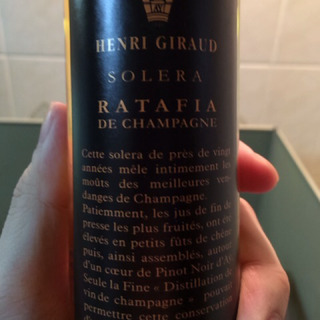 HENRI GIRAUD
SOLERA
RATAFIA
DE CHAMPAGNE
Cette solera de près de vingt
années mêle intimement les
moûts des meilleures ven-
danges de Champagne.
Patiemment, les jus de fin de
presse les plus fruités, ont été
élevés en petits fûts de chêne
puis, ainsi assemblés, autour
d'un cœur de Pinot Noir d'Aÿ
Seule la Fine « Distillation de
vin de champagne » pouvait
permettre cette conservation